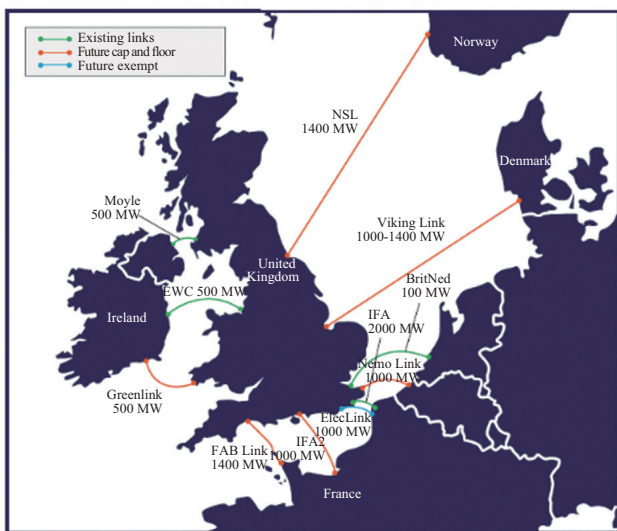 Existing links
Future cap and floor
Future exempt
Norway
NSL
1400 MW
Denmark
Moyle
500 MW
Viking Link
1000-1400 MW
United
Kingdom
BritNed
100 MW
EWC 500 MW
IFA
2000 MW
Ireland
Nemo Link
1000 MW
Greenlink
500 MW
ElecLink
1000 MW
FAB Link
1400 MW
IFA2
1000 MW
France